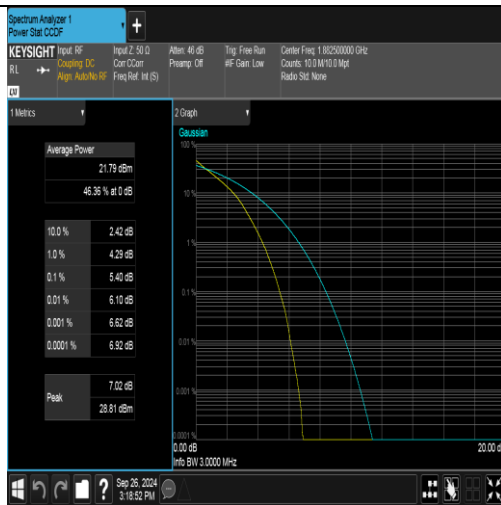 Spectrum Analyzer 1
Power Stat CCDF
KEYSIGHT
RL
Input: RF
Coupling: DC
Align: Auto/No RF
Input Z: 50 Ω
Corr CCorr
Freq Ref: Int (S)
Atten: 46 dB
Preamp: Off
Trig: Free Run
#IF Gain: Low
Center Freq: 1.882500000 GHz
Counts: 10.0 M/10.0 Mpt
Radio Std: None
1 Metrics
Average Power
21.79 dBm
46.36 % at 0 dB
10.0 % 2.42 dB
1.0 % 4.29 dB
0.1 % 5.40 dB
0.01 % 6.10 dB
0.001 % 6.62 dB
0.0001 % 6.92 dB
Peak 7.02 dB
28.81 dBm
2 Graph
Gaussian
100 %
10 %
1 %
0.1 %
0.01 %
0.001 %
0.0001 %
0.00 dB 20.00 d
Info BW 3.0000 MHz
Sep 26, 2024
3:18:52 PM